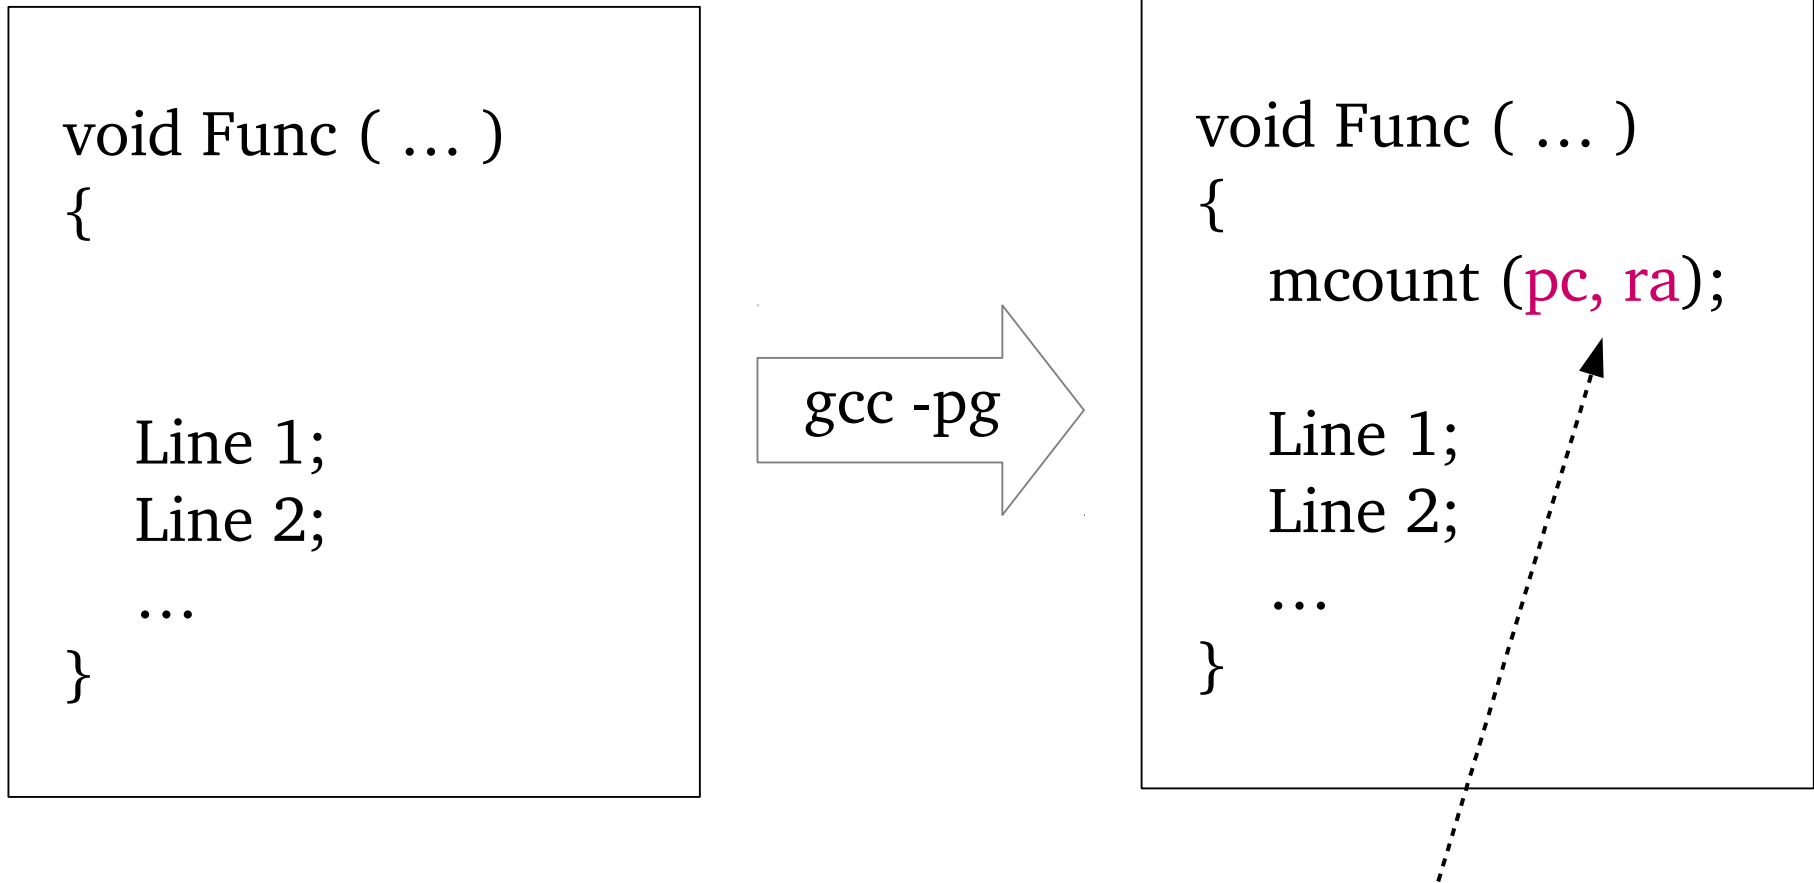 void Func ( … )
{
Line 1;
Line 2;
…
}
gcc -pg
void Func ( … )
{
mcount (pc, ra);
Line 1;
Line 2;
…
}